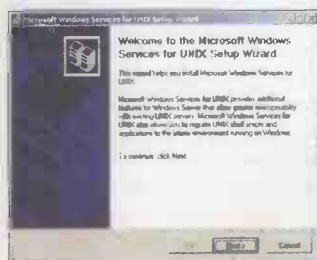 Microsoft Windows Services for UNIX Setup Wizard
Welcome to the Microsoft Windows
Services for UNIX Setup Wizard
This wizard helps you install Microsoft Windows Services for
UNIX.
Microsoft Windows Services for UNIX provides additional
features for Windows Server that allow greater interoperability
with existing UNIX servers. Microsoft Windows Services for
UNIX also allows you to migrate UNIX shell scripts and
applications to the Interix environment running on Windows.
To continue, click Next
Next >
Cancel